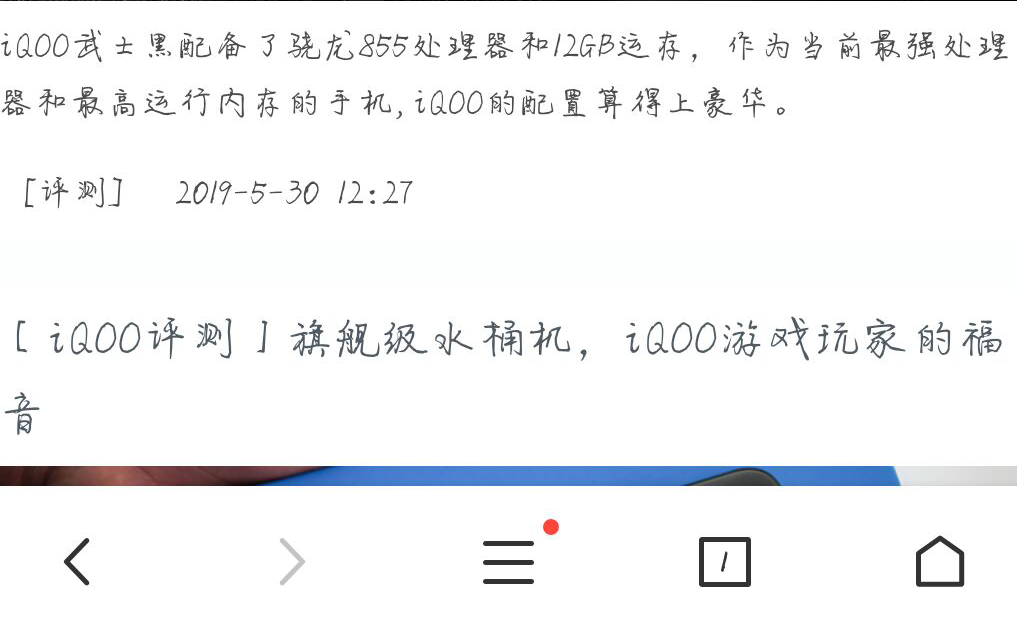 iQOO武士黑配备了骁龙855处理器和12GB运存，作为当前最强处理
器和最高运行内存的手机,iQOO的配置算得上豪华。
[评测] 2019-5-30 12:27
[iQOO评测]旗舰级水桶机，iQOO游戏玩家的福
音
1